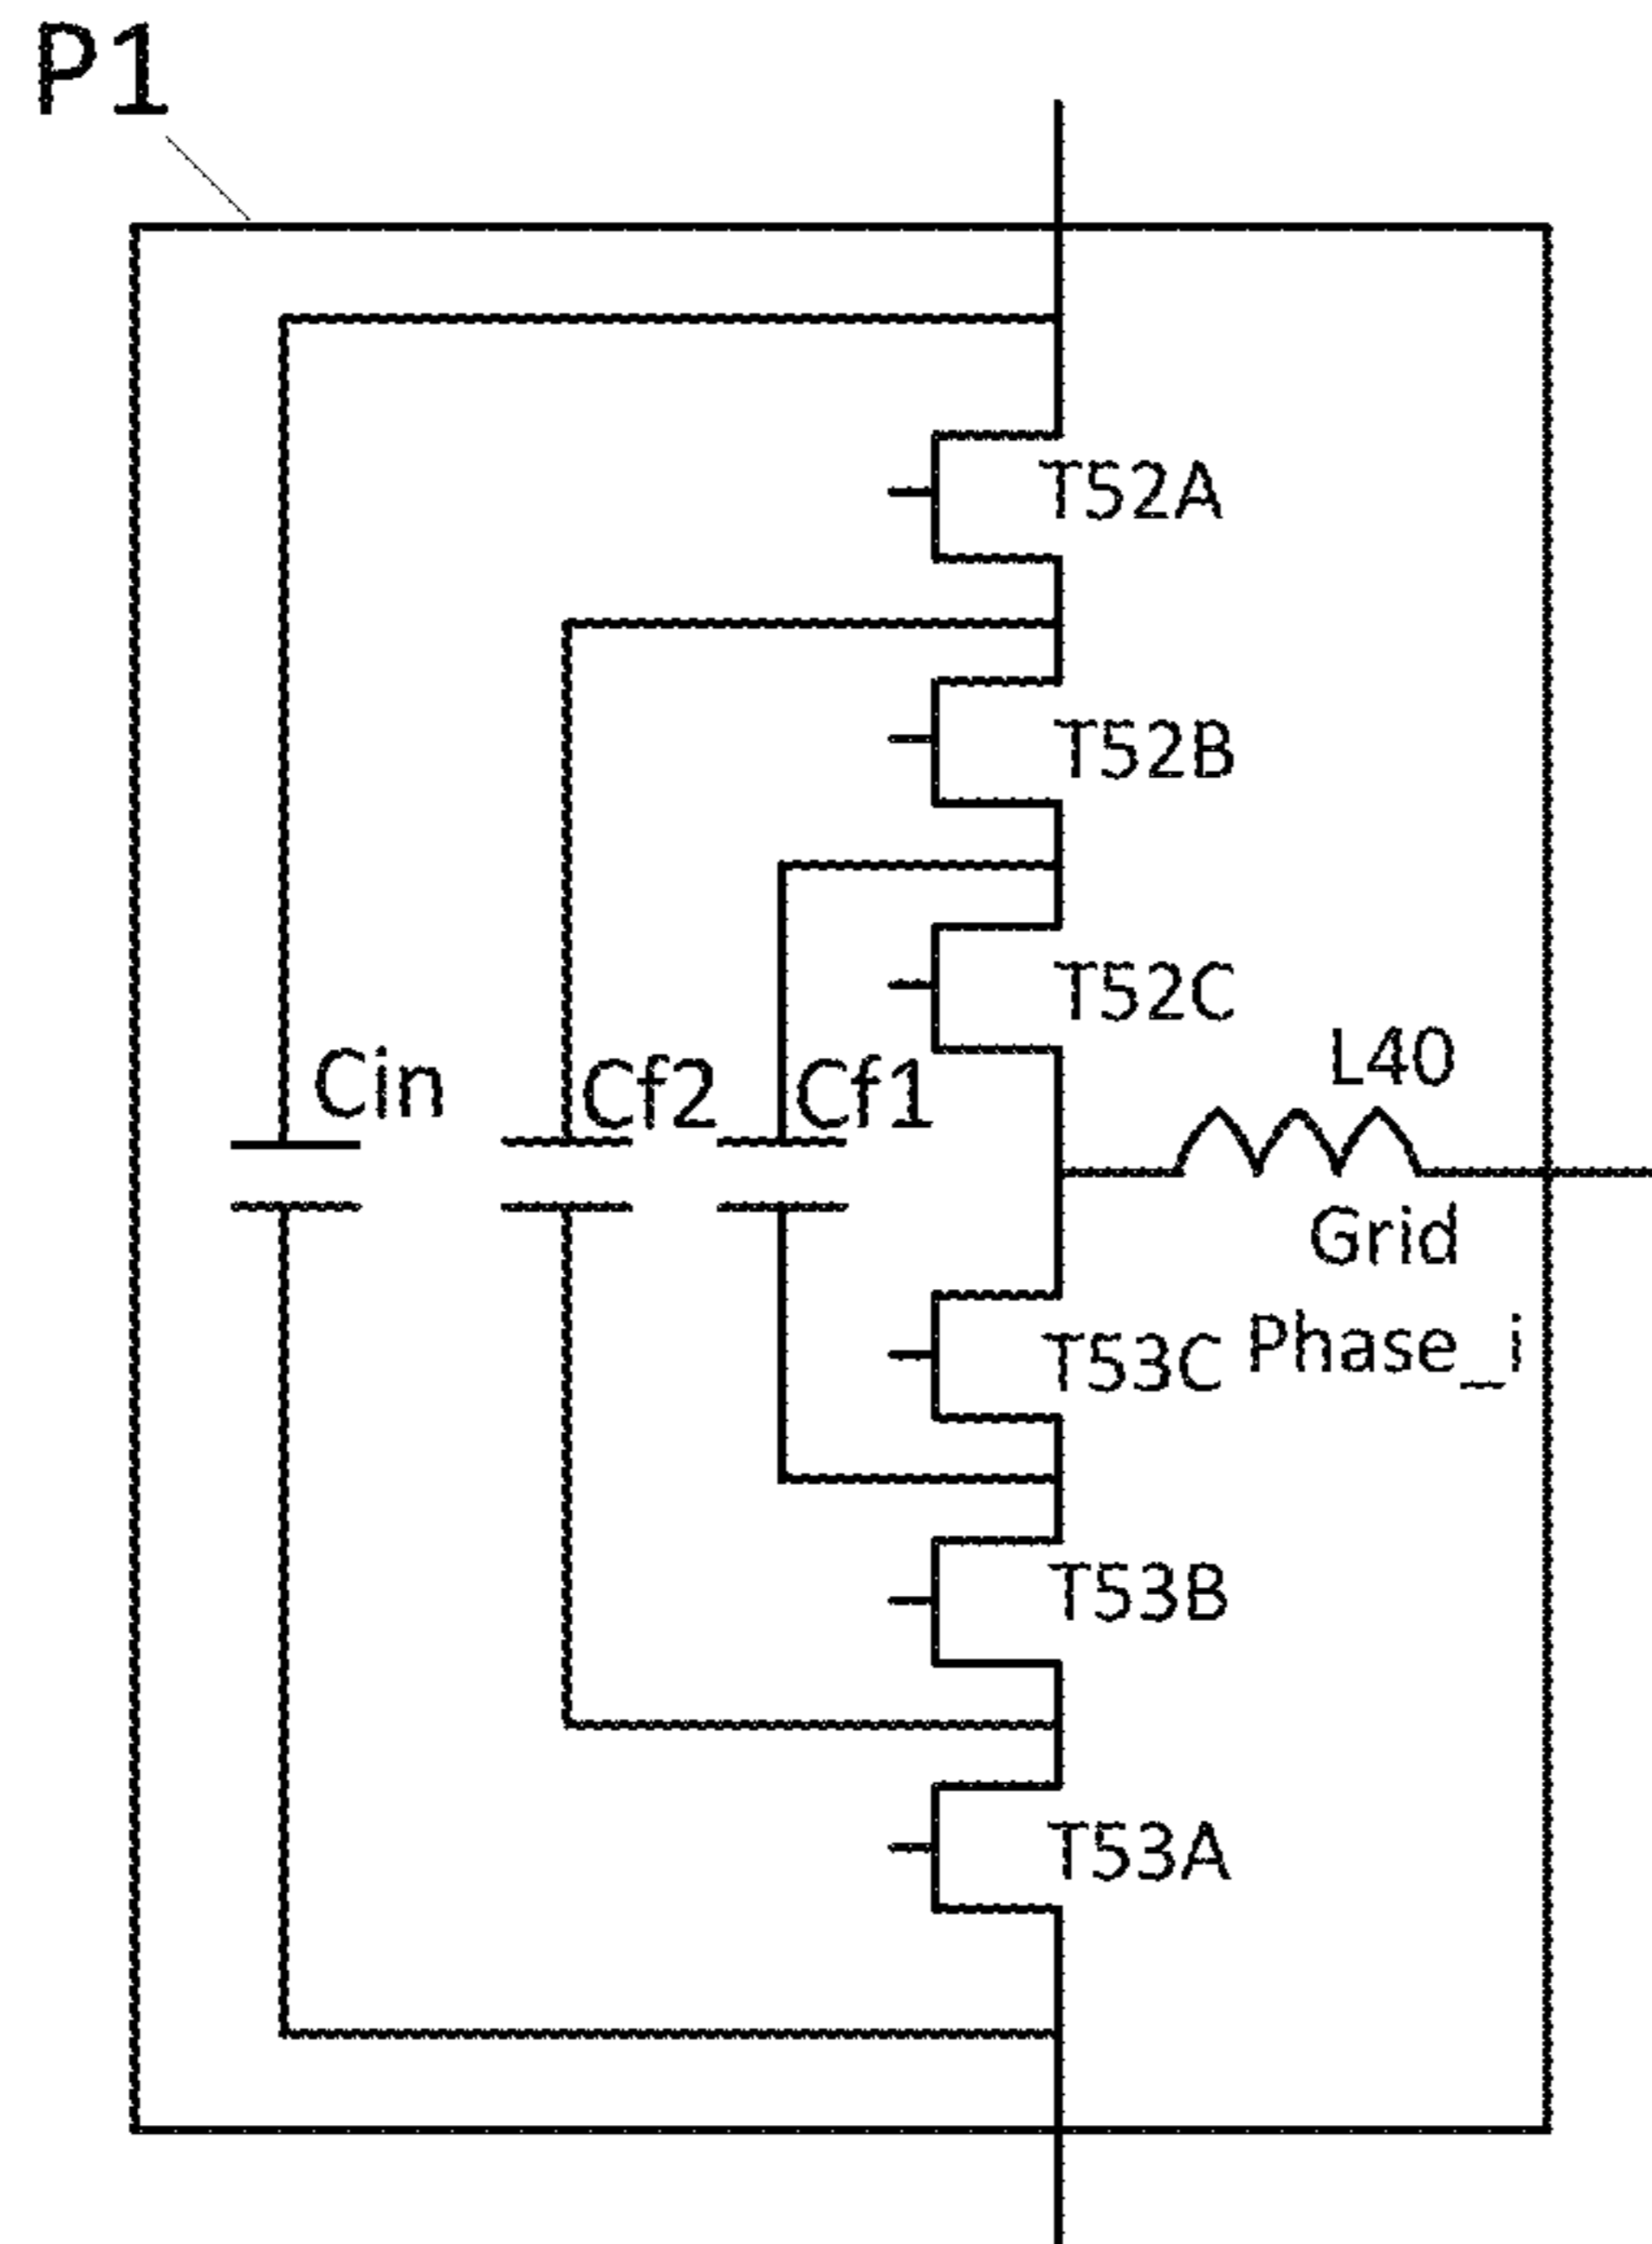 P1
T52A
T52B
T52C
L40
Cin
Cf2
Cf1
Grid
Phase_i
T53C
T53B
T53A